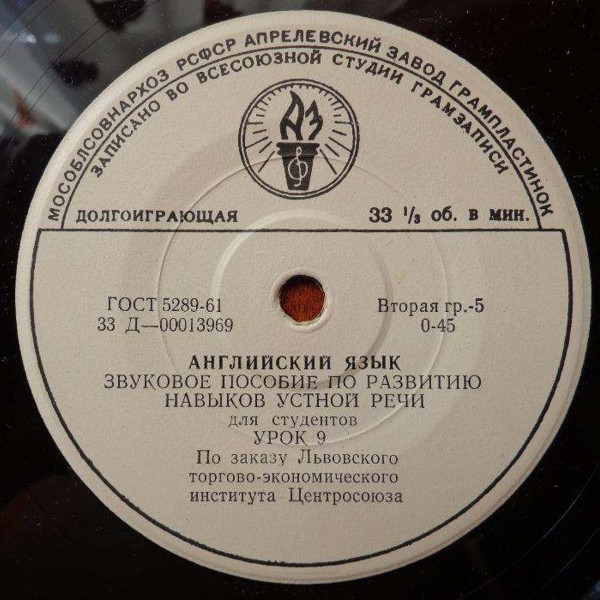 МОСОБЛСОВНАРХОЗ РСФСР АПРЕЛЕВСКИЙ ЗАВОД ГРАМПЛАСТИНОК
ЗАПИСАНО ВО ВСЕСОЮЗНОЙ СТУДИИ ГРАМЗАПИСИ
АЗ
ДОЛГОИГРАЮЩАЯ 33 1/3 об. в мин.
ГОСТ 5289-61 Вторая гр.-5
33 Д—00013969 0-45
АНГЛИЙСКИЙ ЯЗЫК
ЗВУКОВОЕ ПОСОБИЕ ПО РАЗВИТИЮ
НАВЫКОВ УСТНОЙ РЕЧИ
для студентов
УРОК 9
По заказу Львовского
торгово-экономического
института Центросоюза